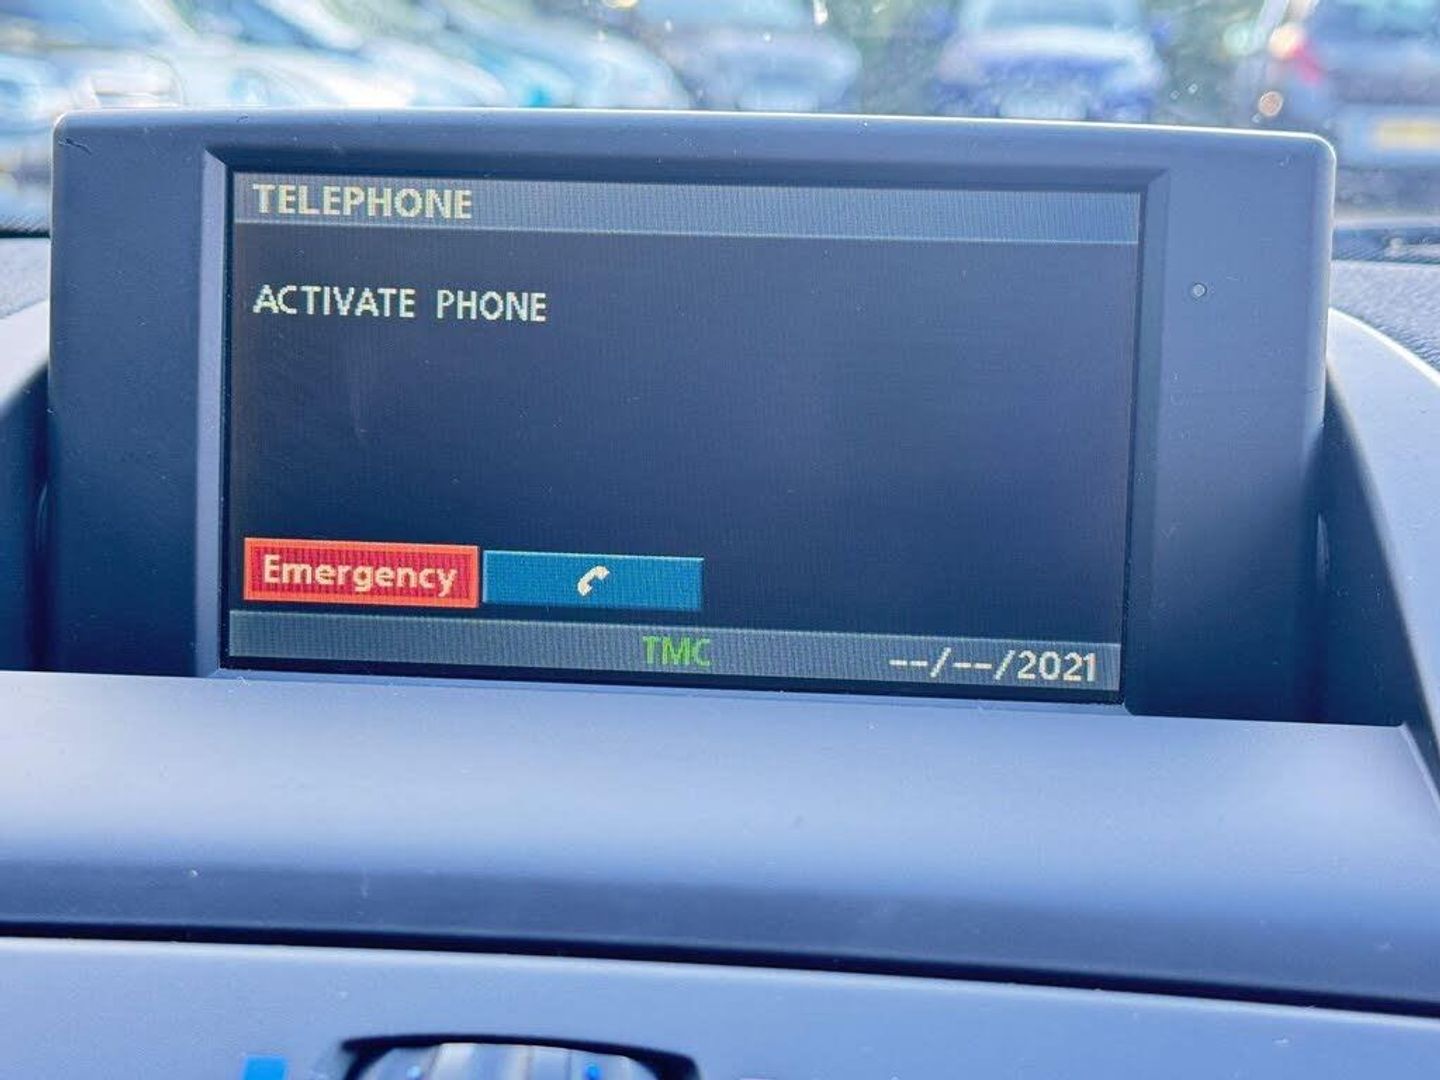 TELEPHONE
ACTIVATE PHONE
Emergency
TMC --/--/2021